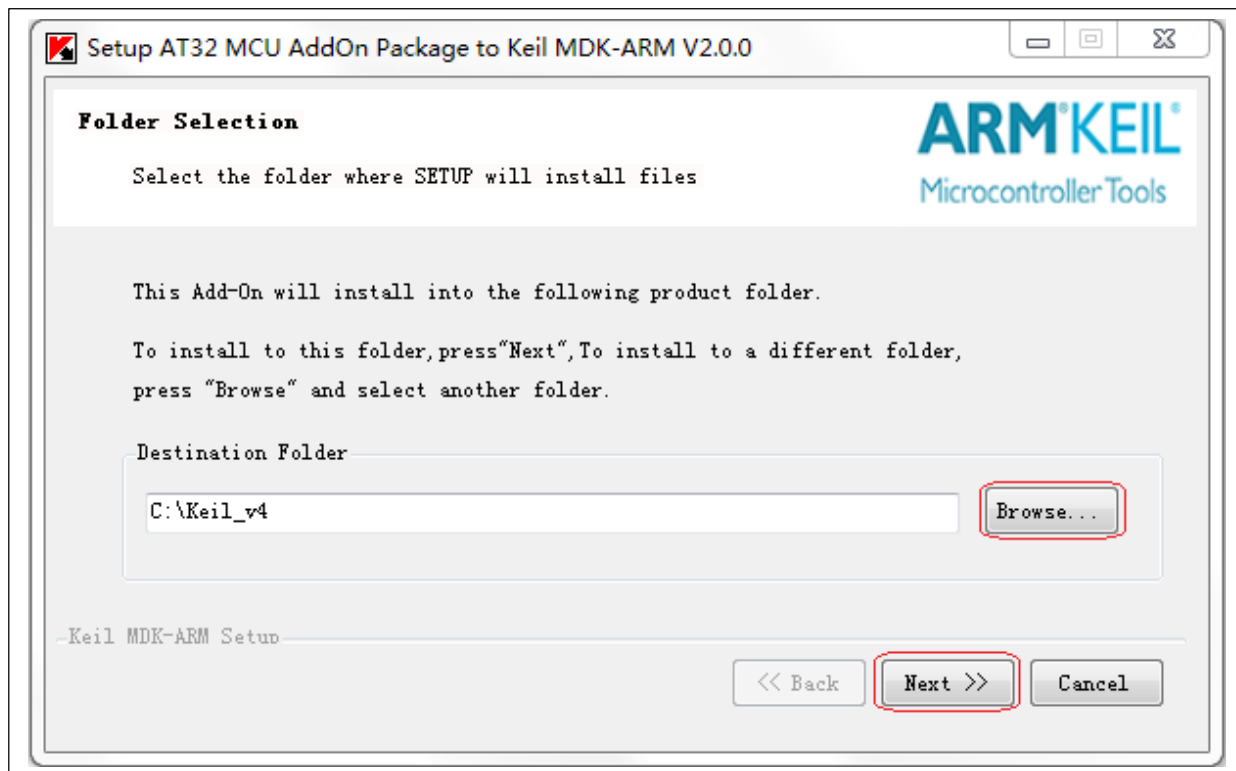 Setup AT32 MCU AddOn Package to Keil MDK-ARM V2.0.0
Folder Selection
Select the folder where SETUP will install files
ARM®KEIL®
Microcontroller Tools
This Add-On will install into the following product folder.
To install to this folder,press"Next",To install to a different folder,
press "Browse" and select another folder.
Destination Folder
C:\Keil_v4
Browse...
Keil MDK-ARM Setup
<< Back
Next >>
Cancel